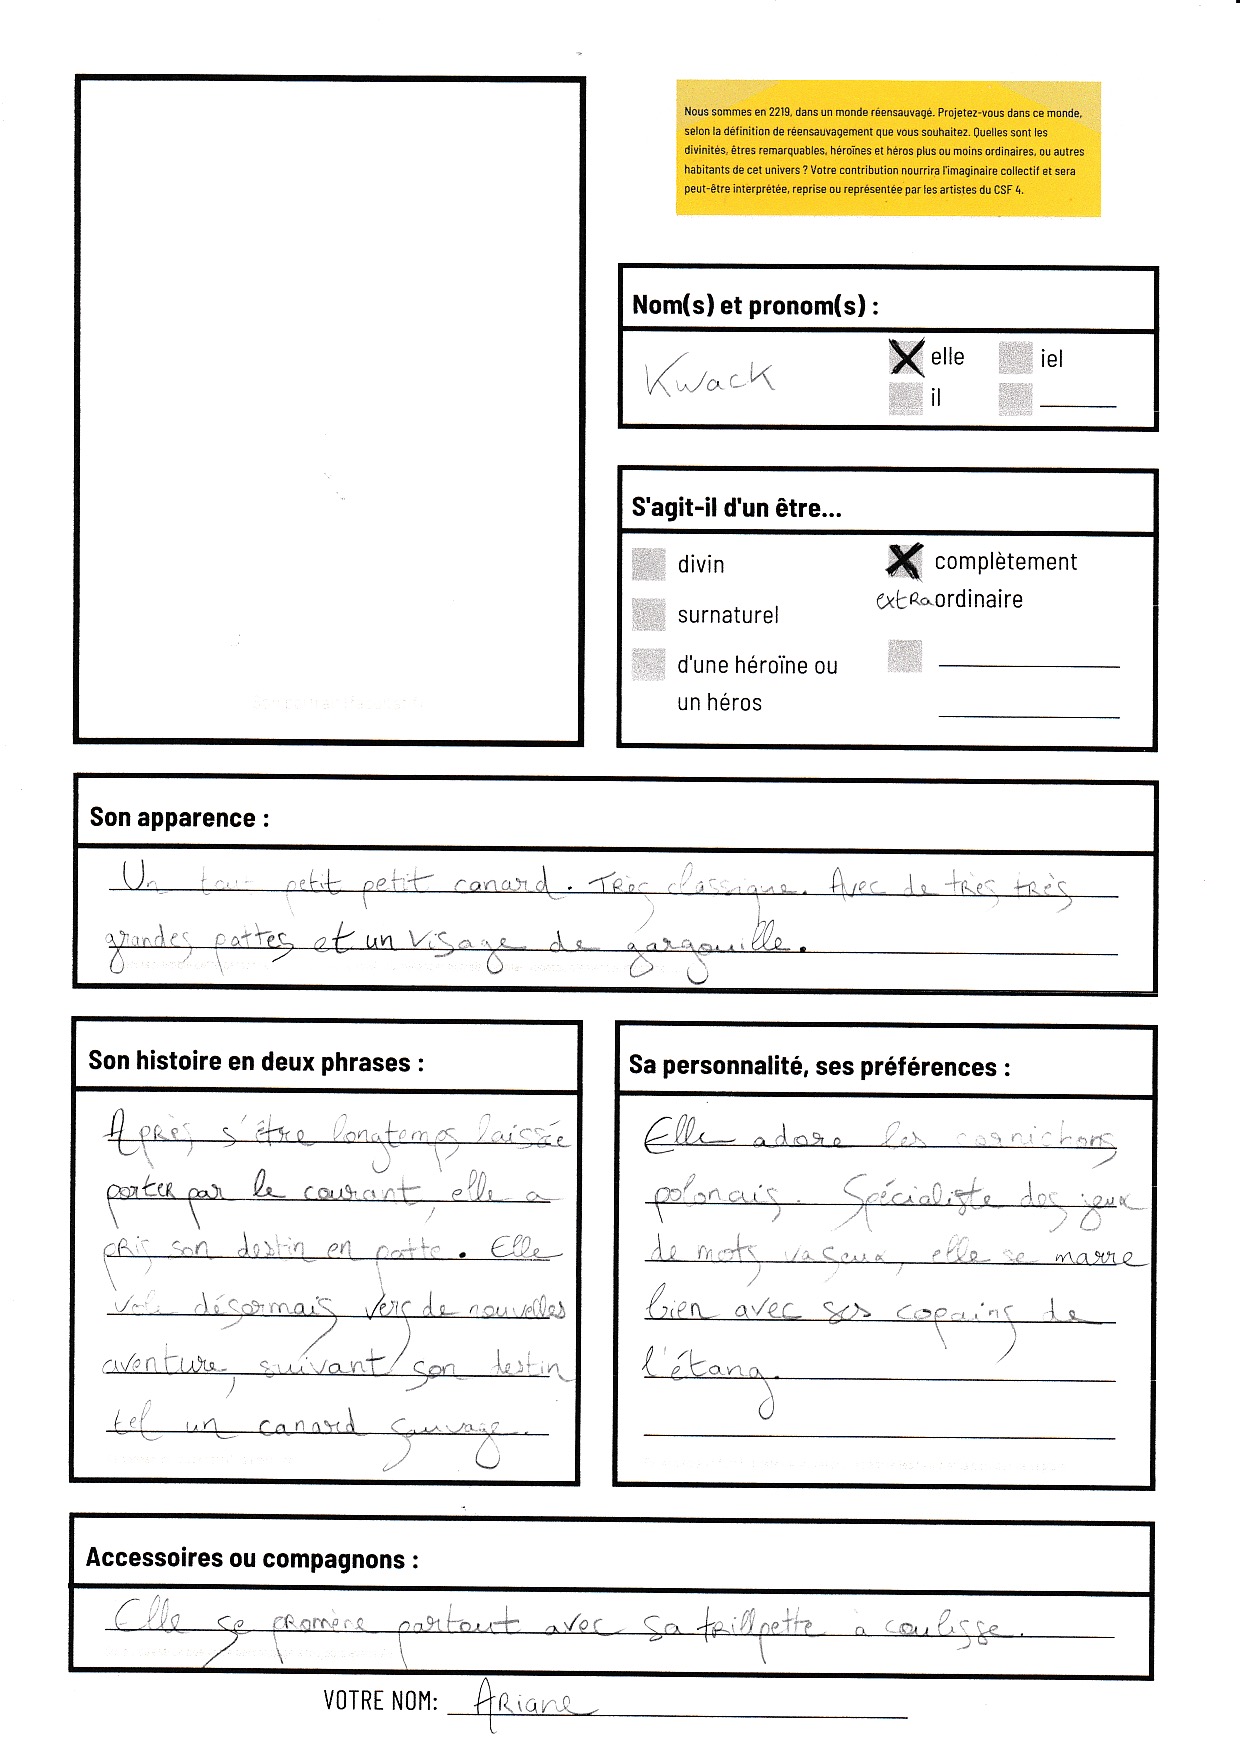 Nous sommes en 2219, dans un monde réensauvagé. Projetez-vous dans ce monde,
selon la définition de réensauvagement que vous souhaitez. Quelles sont les
divinités, êtres remarquables, héroïnes et héros plus ou moins ordinaires, ou autres
habitants de cet univers ? Votre contribution nourrira l'imaginaire collectif et sera
peut-être interprétée, reprise ou représentée par les artistes du CSF 4.
Nom(s) et pronom(s) :
Kwack
elle
iel
il
S'agit-il d'un être...
divin
complètement
extRaordinaire
surnaturel
d'une héroïne ou
un héros
Son apparence :
Un tout petit petit canard. TRès classique. Avec de tRès tRès
grandes pattes et un visage de gargouille.
Son histoire en deux phrases :
Après s'être longtemps laissée
porter par le courant, elle a
pris son destin en patte. Elle
vole désormais vers de nouvelles
aventure, suivant son destin
tel un canard sauvage.
Sa personnalité, ses préférences :
Elle adore les cornichons
polonais. Spécialiste des jeux
de mots vaseux, elle se marre
bien avec ses copains de
l'étang.
Accessoires ou compagnons :
Elle se promène partout avec sa à coulisse.
VOTRE NOM: Ariane